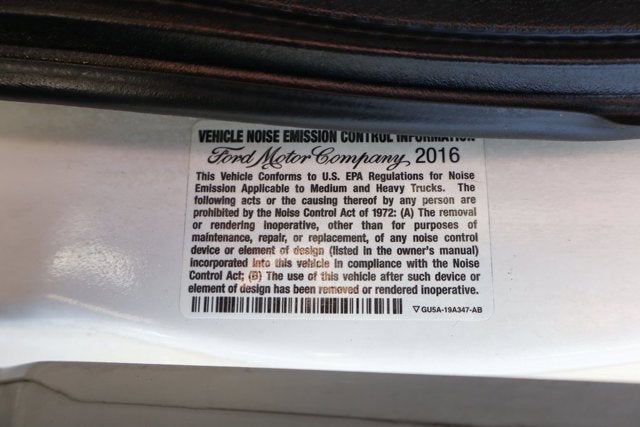 VEHICLE NOISE EMISSION CONTROL INFORMATION
Ford Motor Company 2016
This Vehicle Conforms to U.S. EPA Regulations for Noise
Emission Applicable to Medium and Heavy Trucks. The
following acts or the causing thereof by any person are
prohibited by the Noise Control Act of 1972: (A) The removal
or rendering inoperative, other than for purposes of
maintenance, repair, or replacement, of any noise control
device or element of design (listed in the owner's manual)
incorporated into this vehicle in compliance with the Noise
Control Act; (B) The use of this vehicle after such device or
element of design has been removed or rendered inoperative.
▽ GU5A-19A347-AB